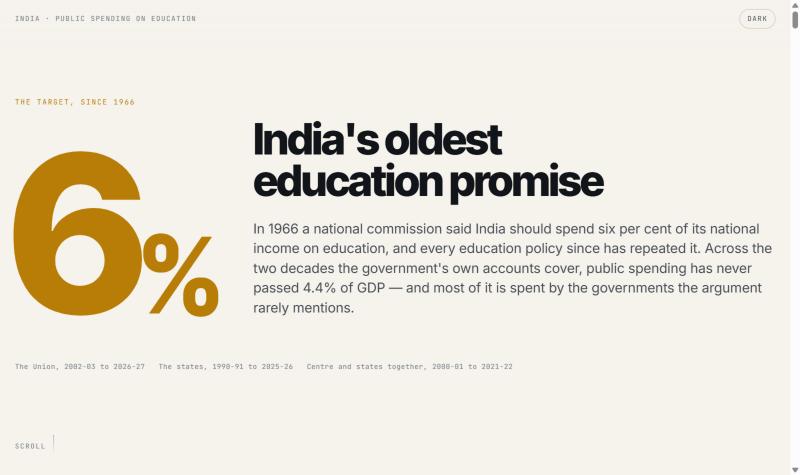 INDIA · PUBLIC SPENDING ON EDUCATION
DARK
THE TARGET, SINCE 1966
6%
India's oldest
education promise
In 1966 a national commission said India should spend six per cent of its national
income on education, and every education policy since has repeated it. Across the
two decades the government's own accounts cover, public spending has never
passed 4.4% of GDP — and most of it is spent by the governments the argument
rarely mentions.
The Union, 2002-03 to 2026-27 The states, 1990-91 to 2025-26 Centre and states together, 2000-01 to 2021-22
SCROLL